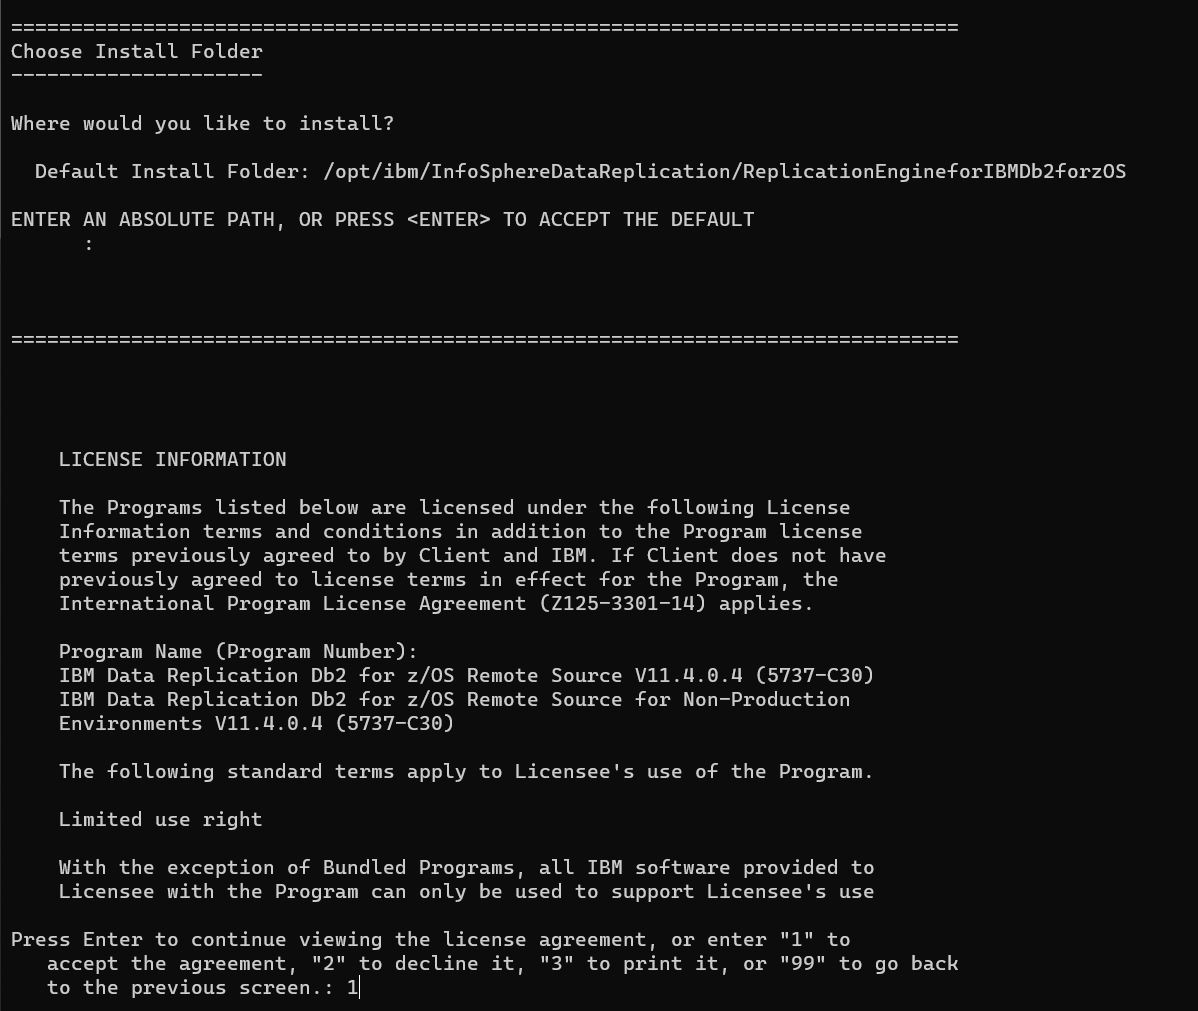 ===============================================================================
Choose Install Folder
---------------------
Where would you like to install?
Default Install Folder: /opt/ibm/InfoSphereDataReplication/ReplicationEngineforIBMDb2forzOS
ENTER AN ABSOLUTE PATH, OR PRESS <ENTER> TO ACCEPT THE DEFAULT
:
===============================================================================
LICENSE INFORMATION
The Programs listed below are licensed under the following License
Information terms and conditions in addition to the Program license
terms previously agreed to by Client and IBM. If Client does not have
previously agreed to license terms in effect for the Program, the
International Program License Agreement (Z125-3301-14) applies.
Program Name (Program Number):
IBM Data Replication Db2 for z/OS Remote Source V11.4.0.4 (5737-C30)
IBM Data Replication Db2 for z/OS Remote Source for Non-Production
Environments V11.4.0.4 (5737-C30)
The following standard terms apply to Licensee's use of the Program.
Limited use right
With the exception of Bundled Programs, all IBM software provided to
Licensee with the Program can only be used to support Licensee's use
Press Enter to continue viewing the license agreement, or enter "1" to
accept the agreement, "2" to decline it, "3" to print it, or "99" to go back
to the previous screen.: 1